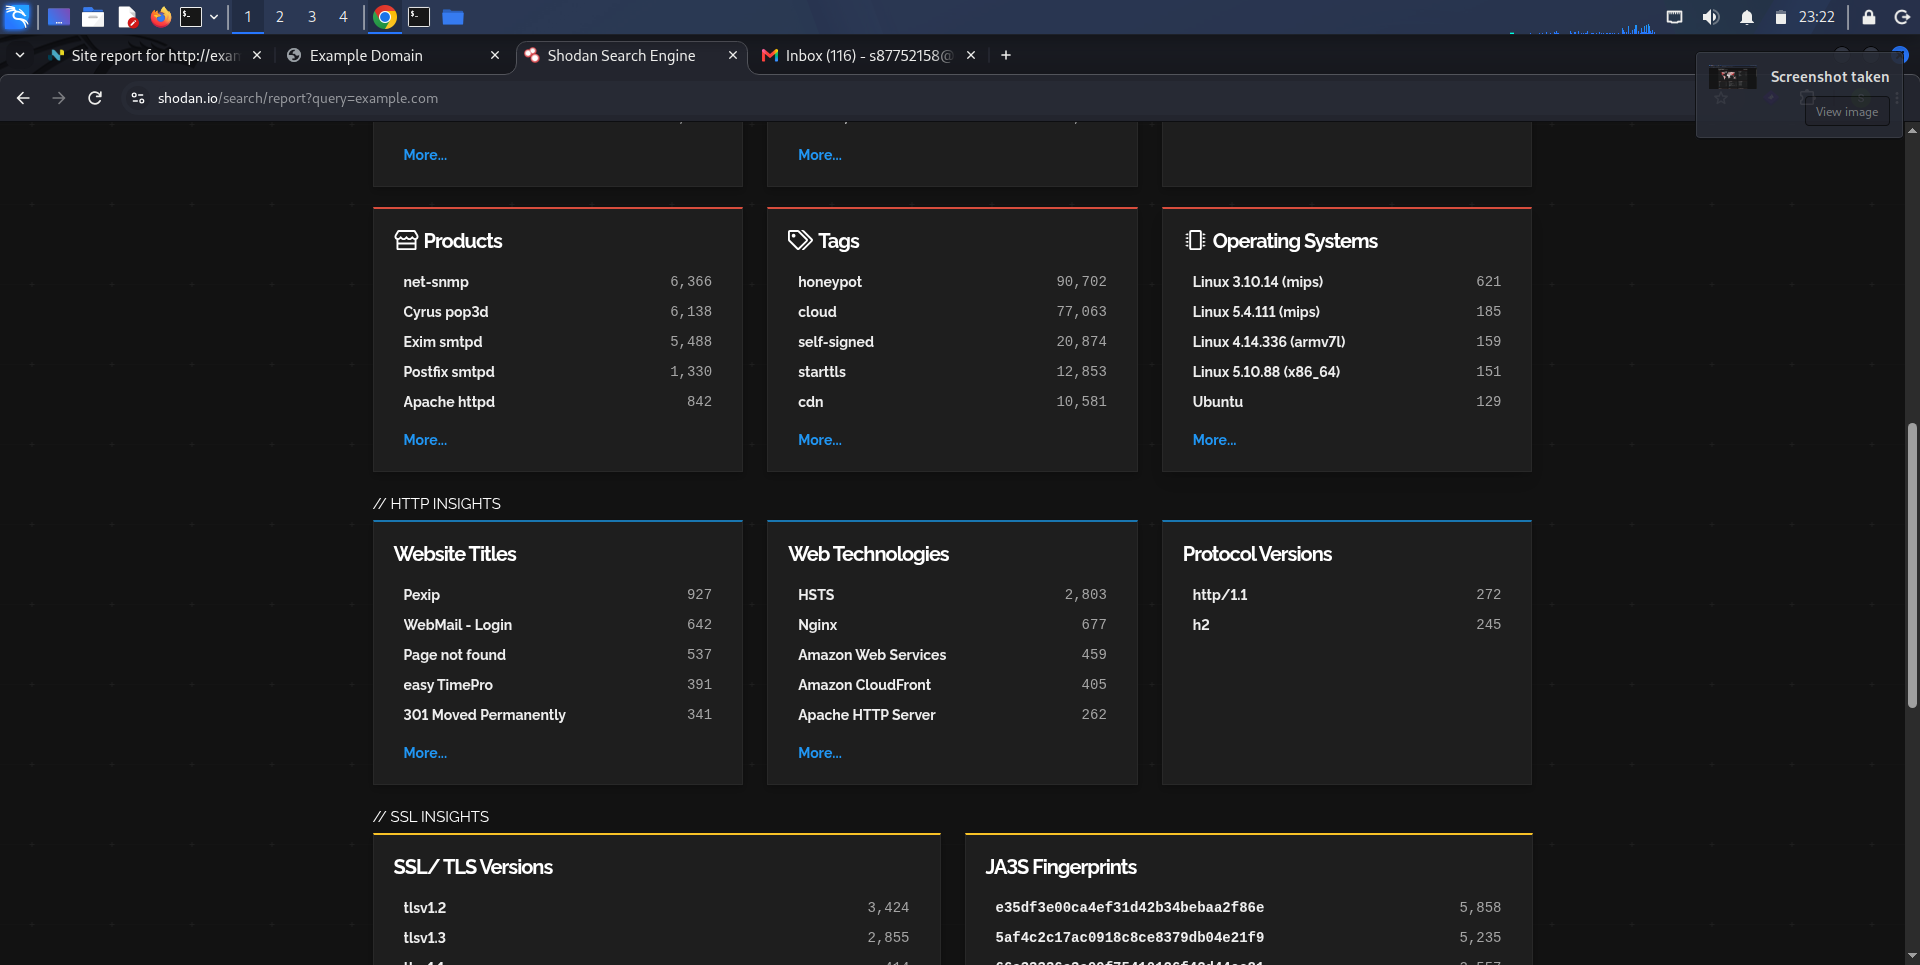 1 2 3 4 23:22
Site report for http://exam Example Domain Shodan Search Engine Inbox (116) - s87752158@
shodan.io/search/report?query=example.com
Screenshot taken
View image
More... More...
Products
net-snmp 6,366
Cyrus pop3d 6,138
Exim smtpd 5,488
Postfix smtpd 1,330
Apache httpd 842
More...
Tags
honeypot 90,702
cloud 77,063
self-signed 20,874
starttls 12,853
cdn 10,581
More...
Operating Systems
Linux 3.10.14 (mips) 621
Linux 5.4.111 (mips) 185
Linux 4.14.336 (armv7l) 159
Linux 5.10.88 (x86_64) 151
Ubuntu 129
More...
// HTTP INSIGHTS
Website Titles
Pexip 927
WebMail - Login 642
Page not found 537
easy TimePro 391
301 Moved Permanently 341
More...
Web Technologies
HSTS 2,803
Nginx 677
Amazon Web Services 459
Amazon CloudFront 405
Apache HTTP Server 262
More...
Protocol Versions
http/1.1 272
h2 245
// SSL INSIGHTS
SSL/ TLS Versions
tlsv1.2 3,424
tlsv1.3 2,855
JA3S Fingerprints
e35df3e00ca4ef31d42b34bebaa2f86e 5,858
5af4c2c17ac0918c8ce8379db04e21f9 5,235